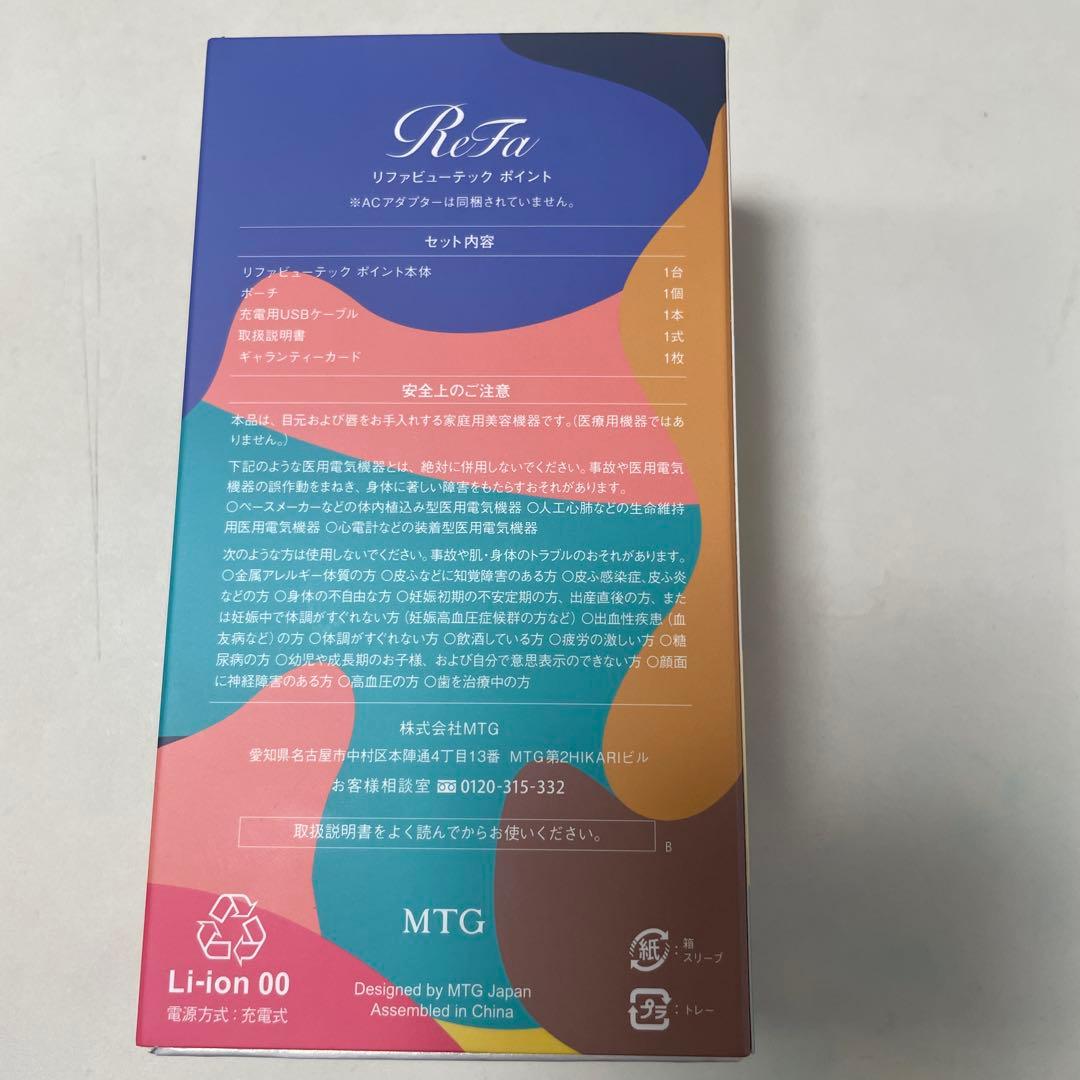 ReFa
リファビューテック ポイント
※ACアダプターは同梱されていません。
セット内容
リファビューテック ポイント本体 1台
ポーチ 1個
充電用USBケーブル 1本
取扱説明書 1式
ギャランティーカード 1枚
安全上のご注意
本品は、目元および唇をお手入れする家庭用美容機器です。(医療用機器ではあ
りません。)
下記のような医用電気機器とは、絶対に併用しないでください。事故や医用電気
機器の誤作動をまねき、身体に著しい障害をもたらすおそれがあります。
○ペースメーカーなどの体内植込み型医用電気機器 ○人工心肺などの生命維持
用医用電気機器 ○心電計などの装着型医用電気機器
次のような方は使用しないでください。事故や肌・身体のトラブルのおそれがあります。
○金属アレルギー体質の方 ○皮ふなどに知覚障害のある方 ○皮ふ感染症、皮ふ炎
などの方 ○身体の不自由な方 ○妊娠初期の不安定期の方、出産直後の方、また
は妊娠中で体調がすぐれない方(妊娠高血圧症候群の方など) ○出血性疾患(血
友病など)の方 ○体調がすぐれない方 ○飲酒している方 ○疲労の激しい方 ○糖
尿病の方 ○幼児や成長期のお子様、および自分で意思表示のできない方 ○顔面
に神経障害のある方 ○高血圧の方 ○歯を治療中の方
株式会社MTG
愛知県名古屋市中村区本陣通4丁目13番 MTG第2HIKARIビル
お客様相談室 0120-315-332
取扱説明書をよく読んでからお使いください。
B
MTG
Li-ion 00
電源方式:充電式
Designed by MTG Japan
Assembled in China
紙:箱
スリーブ
プラ:トレー